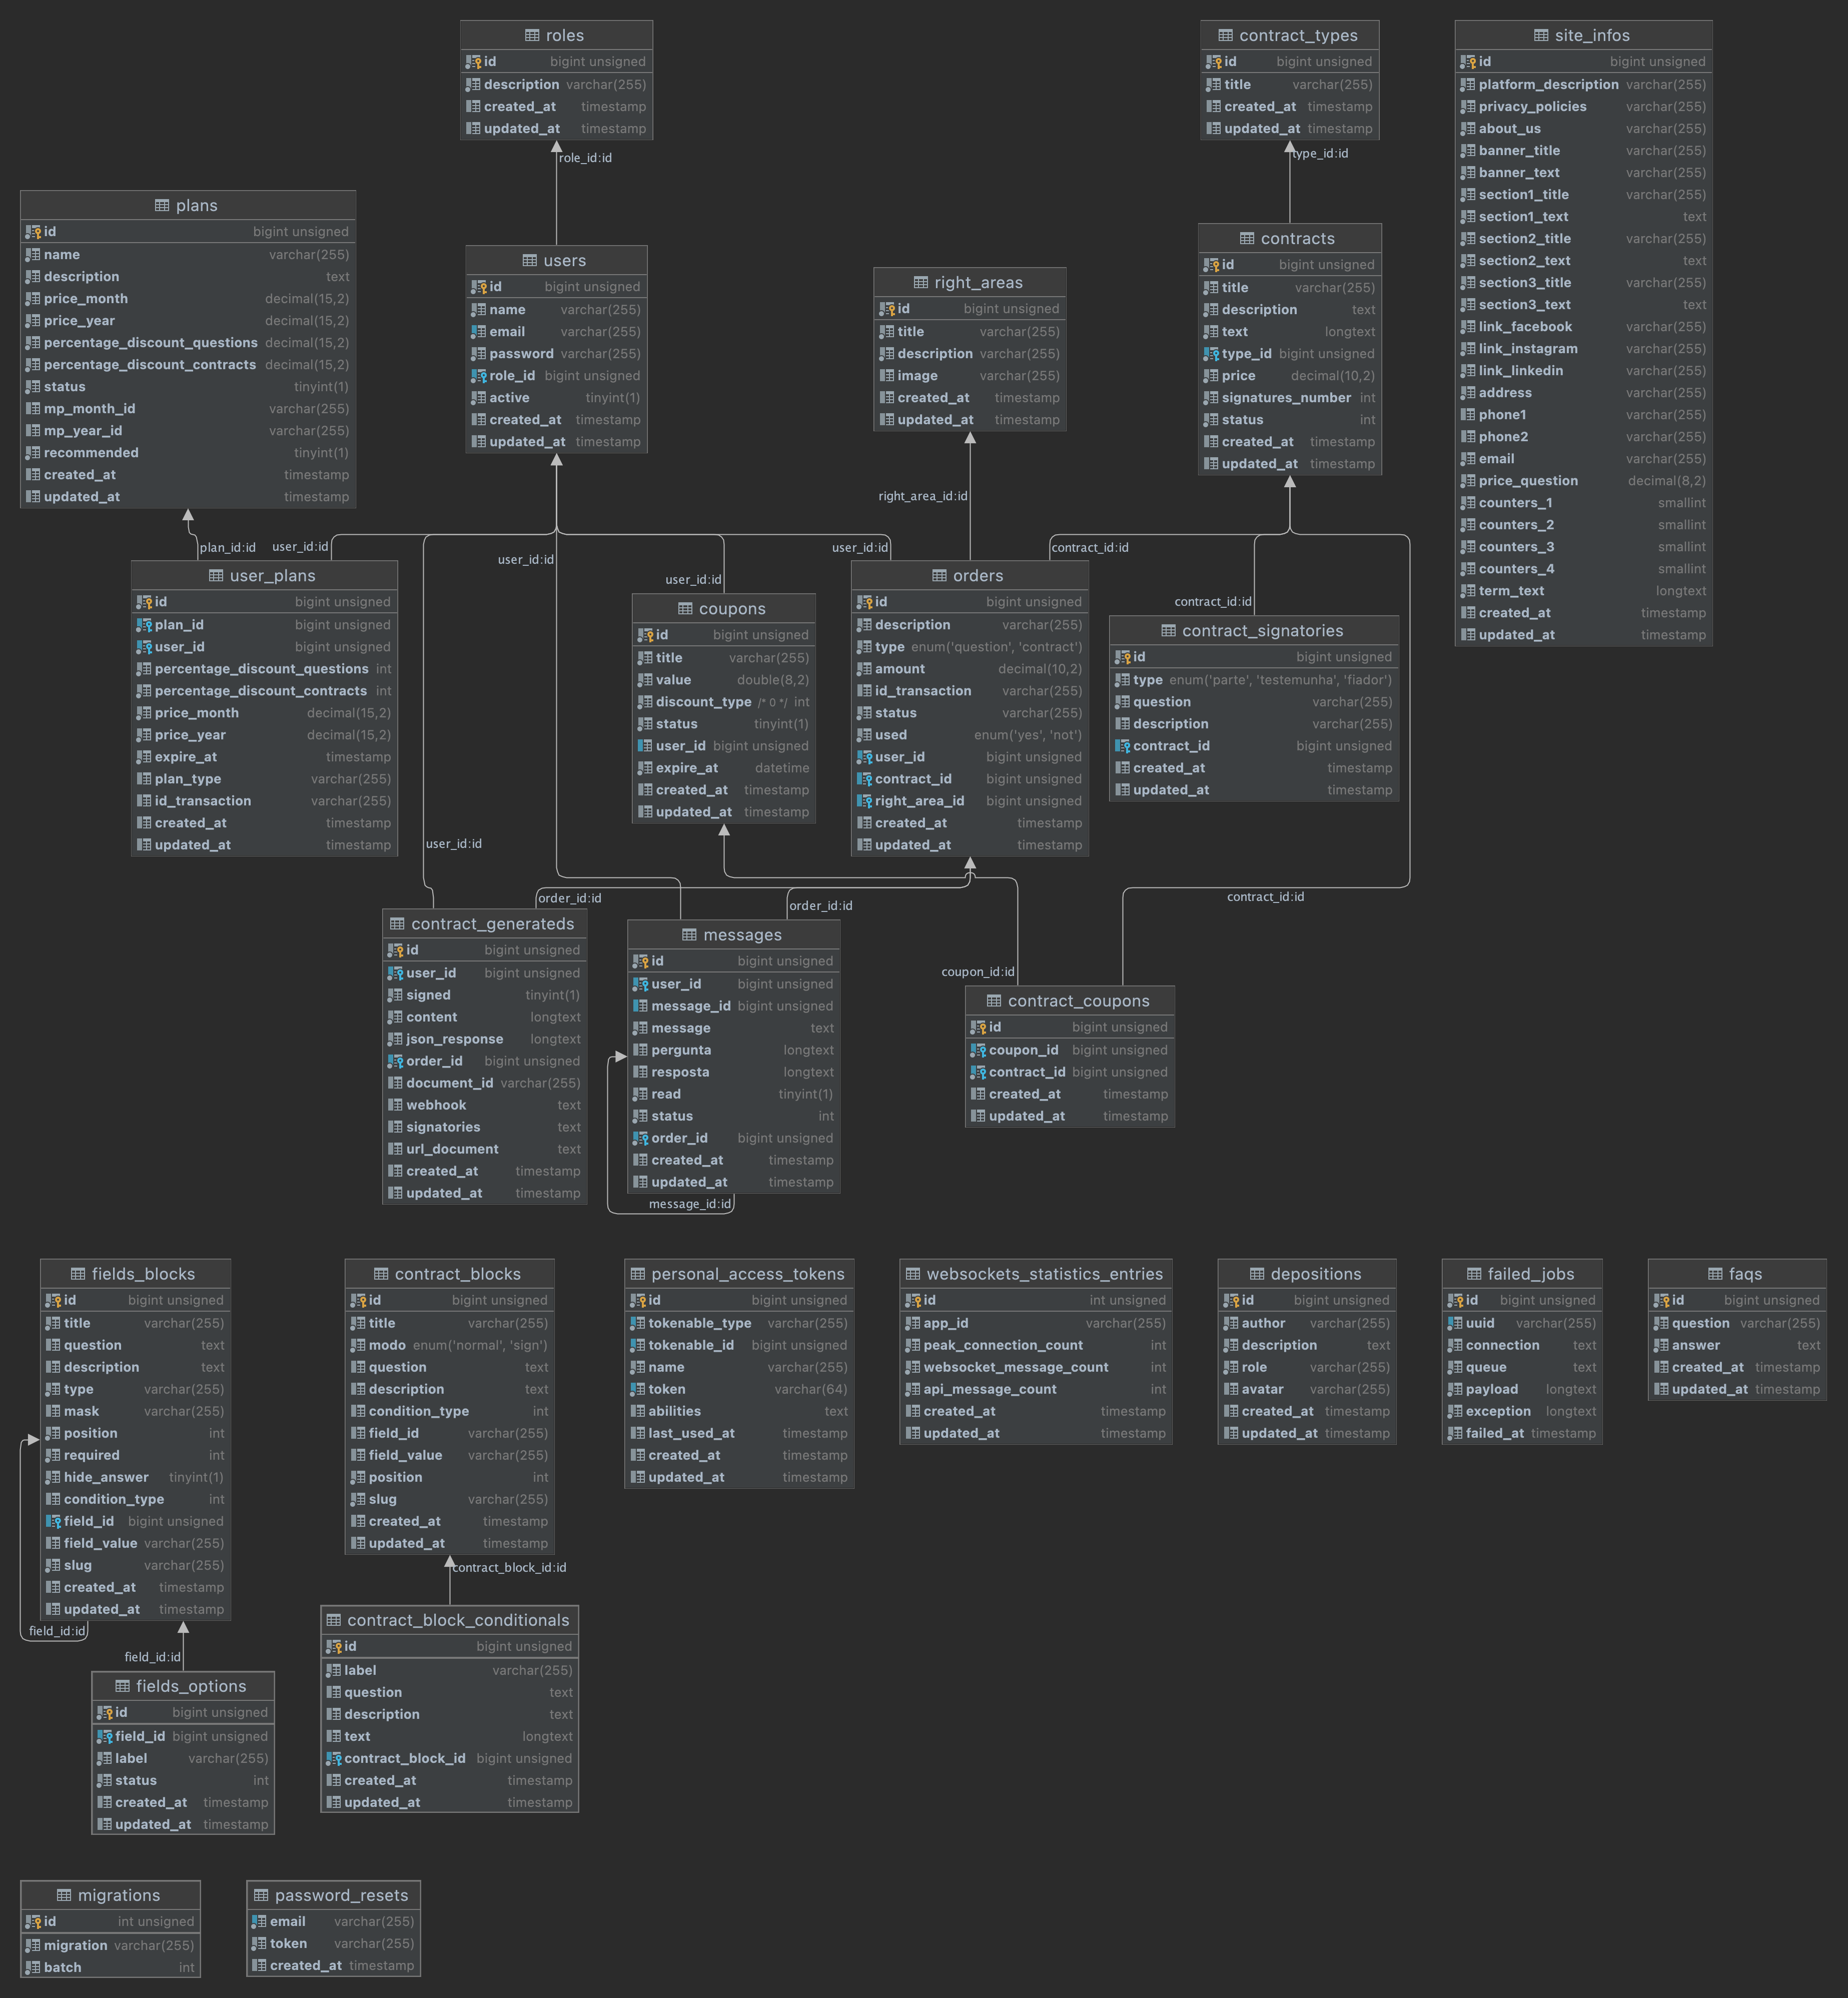 roles
id bigint unsigned
description varchar(255)
created_at timestamp
updated_at timestamp
role_id:id
contract_types
id bigint unsigned
title varchar(255)
created_at timestamp
updated_at timestamp
type_id:id
site_infos
id bigint unsigned
platform_description varchar(255)
privacy_policies varchar(255)
about_us varchar(255)
banner_title varchar(255)
banner_text varchar(255)
section1_title varchar(255)
section1_text text
section2_title varchar(255)
section2_text text
section3_title varchar(255)
section3_text text
link_facebook varchar(255)
link_instagram varchar(255)
link_linkedin varchar(255)
address varchar(255)
phone1 varchar(255)
phone2 varchar(255)
email varchar(255)
price_question decimal(8,2)
counters_1 smallint
counters_2 smallint
counters_3 smallint
counters_4 smallint
term_text longtext
created_at timestamp
updated_at timestamp
plans
id bigint unsigned
name varchar(255)
description text
price_month decimal(15,2)
price_year decimal(15,2)
percentage_discount_questions decimal(15,2)
percentage_discount_contracts decimal(15,2)
status tinyint(1)
mp_month_id varchar(255)
mp_year_id varchar(255)
recommended tinyint(1)
created_at timestamp
updated_at timestamp
users
id bigint unsigned
name varchar(255)
email varchar(255)
password varchar(255)
role_id bigint unsigned
active tinyint(1)
created_at timestamp
updated_at timestamp
right_areas
id bigint unsigned
title varchar(255)
description varchar(255)
image varchar(255)
created_at timestamp
updated_at timestamp
right_area_id:id
contracts
id bigint unsigned
title varchar(255)
description text
text longtext
type_id bigint unsigned
price decimal(10,2)
signatures_number int
status int
created_at timestamp
updated_at timestamp
plan_id:id
user_id:id
user_id:id
user_id:id
user_id:id
contract_id:id
contract_id:id
user_plans
id bigint unsigned
plan_id bigint unsigned
user_id bigint unsigned
percentage_discount_questions int
percentage_discount_contracts int
price_month decimal(15,2)
price_year decimal(15,2)
expire_at timestamp
plan_type varchar(255)
id_transaction varchar(255)
created_at timestamp
updated_at timestamp
coupons
id bigint unsigned
title varchar(255)
value double(8,2)
discount_type /* 0 */ int
status tinyint(1)
user_id bigint unsigned
expire_at datetime
created_at timestamp
updated_at timestamp
orders
id bigint unsigned
description varchar(255)
type enum('question', 'contract')
amount decimal(10,2)
id_transaction varchar(255)
status varchar(255)
used enum('yes', 'not')
user_id bigint unsigned
contract_id bigint unsigned
right_area_id bigint unsigned
created_at timestamp
updated_at timestamp
contract_signatories
id bigint unsigned
type enum('parte', 'testemunha', 'fiador')
question varchar(255)
description varchar(255)
contract_id bigint unsigned
created_at timestamp
updated_at timestamp
user_id:id
order_id:id
order_id:id
contract_id:id
coupon_id:id
contract_generateds
id bigint unsigned
user_id bigint unsigned
signed tinyint(1)
content longtext
json_response longtext
order_id bigint unsigned
document_id varchar(255)
webhook text
signatories text
url_document text
created_at timestamp
updated_at timestamp
messages
id bigint unsigned
user_id bigint unsigned
message_id bigint unsigned
message text
pergunta longtext
resposta longtext
read tinyint(1)
status int
order_id bigint unsigned
created_at timestamp
updated_at timestamp
message_id:id
contract_coupons
id bigint unsigned
coupon_id bigint unsigned
contract_id bigint unsigned
created_at timestamp
updated_at timestamp
fields_blocks
id bigint unsigned
title varchar(255)
question text
description text
type varchar(255)
mask varchar(255)
position int
required int
hide_answer tinyint(1)
condition_type int
field_id bigint unsigned
field_value varchar(255)
slug varchar(255)
created_at timestamp
updated_at timestamp
field_id:id
field_id:id
contract_blocks
id bigint unsigned
title varchar(255)
modo enum('normal', 'sign')
question text
description text
condition_type int
field_id varchar(255)
field_value varchar(255)
position int
slug varchar(255)
created_at timestamp
updated_at timestamp
contract_block_id:id
personal_access_tokens
id bigint unsigned
tokenable_type varchar(255)
tokenable_id bigint unsigned
name varchar(255)
token varchar(64)
abilities text
last_used_at timestamp
created_at timestamp
updated_at timestamp
websockets_statistics_entries
id int unsigned
app_id varchar(255)
peak_connection_count int
websocket_message_count int
api_message_count int
created_at timestamp
updated_at timestamp
depositions
id bigint unsigned
author varchar(255)
description text
role varchar(255)
avatar varchar(255)
created_at timestamp
updated_at timestamp
failed_jobs
id bigint unsigned
uuid varchar(255)
connection text
queue text
payload longtext
exception longtext
failed_at timestamp
faqs
id bigint unsigned
question varchar(255)
answer text
created_at timestamp
updated_at timestamp
fields_options
id bigint unsigned
field_id bigint unsigned
label varchar(255)
status int
created_at timestamp
updated_at timestamp
contract_block_conditionals
id bigint unsigned
label varchar(255)
question text
description text
text longtext
contract_block_id bigint unsigned
created_at timestamp
updated_at timestamp
migrations
id int unsigned
migration varchar(255)
batch int
password_resets
email varchar(255)
token varchar(255)
created_at timestamp